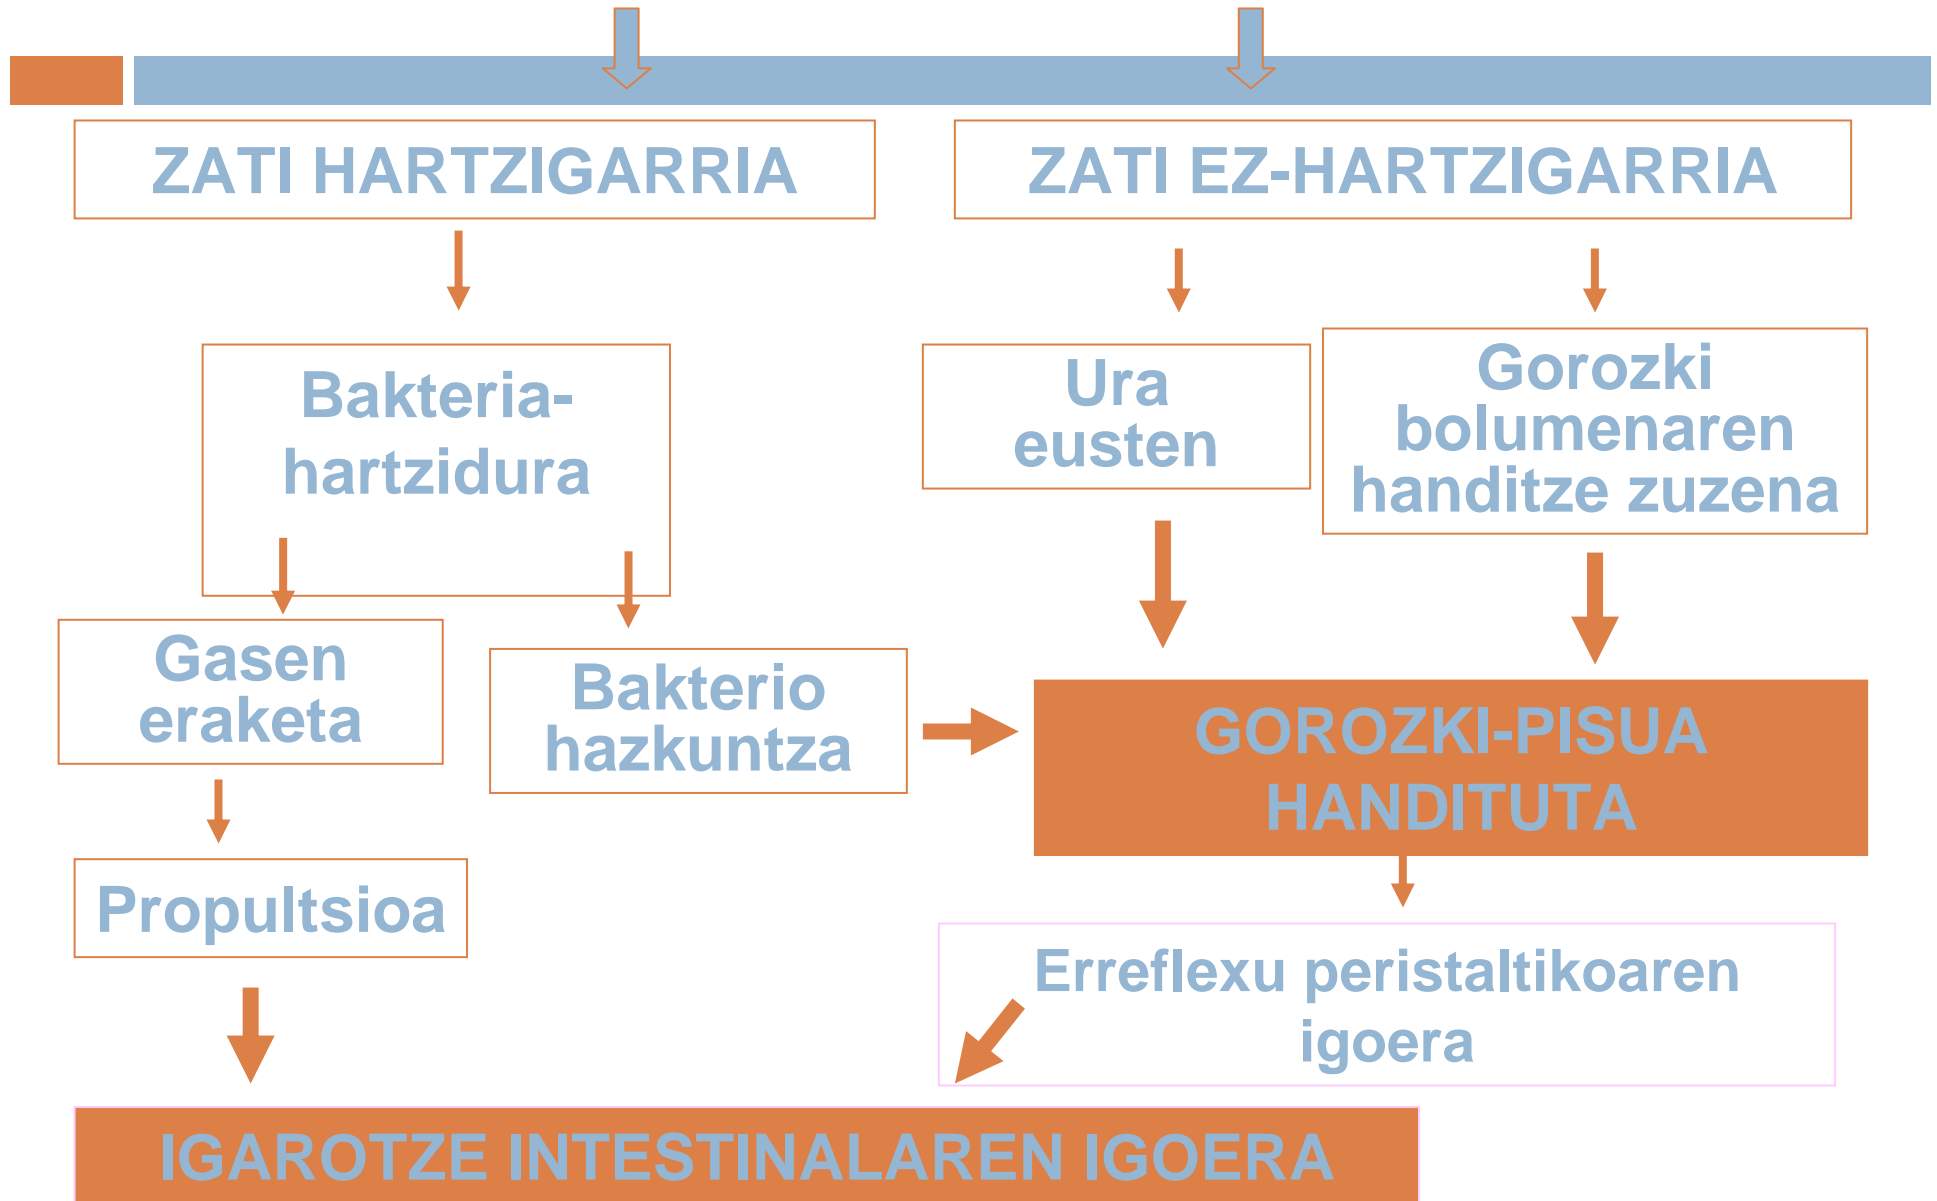 ZATI HARTZIGARRIA
ZATI EZ-HARTZIGARRIA
Bakteria-
hartzidura
Ura
eusten
Gorozki
bolumenaren
handitze zuzena
Gasen
eraketa
Bakterio
hazkuntza
GOROZKI-PISUA
HANDITUTA
Propultsioa
Erreflexu peristaltikoaren
igoera
IGAROTZE INTESTINALAREN IGOERA